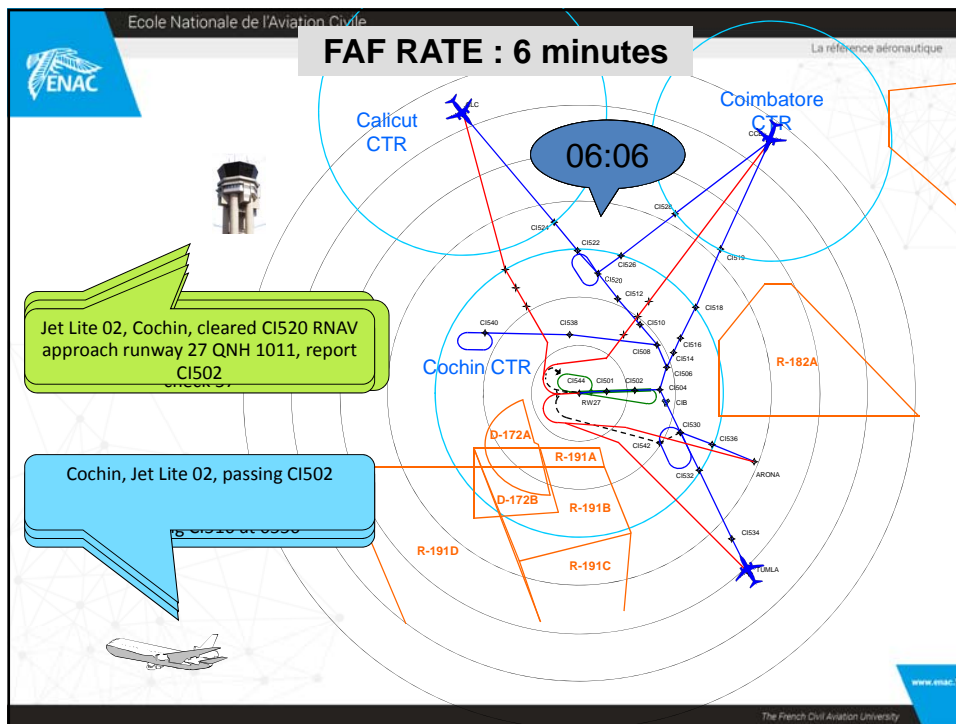 Ecole Nationale de l'Aviation Civile
La référence aéronautique
ENAC
FAF RATE : 6 minutes
Calicut
CTR
Coimbatore
CTR
06:06
CI524
CI522
CI526
CI520
CI512
CI510
CI519
CI518
CI516
CI514
CI508
CI506
CI504
CIB
CI540
CI538
Cochin CTR
CI544
CI501
CI502
RW27
CI530
CI536
CI542
CI532
ARONA
CI534
TUMLA
R-182A
D-172A
R-191A
D-172B
R-191B
R-191D
R-191C
Jet Lite 02, Cochin, cleared CI520 RNAV
approach runway 27 QNH 1011, report
CI502
Cochin, Jet Lite 02, passing CI502
www.enac.
The French Civil Aviation University